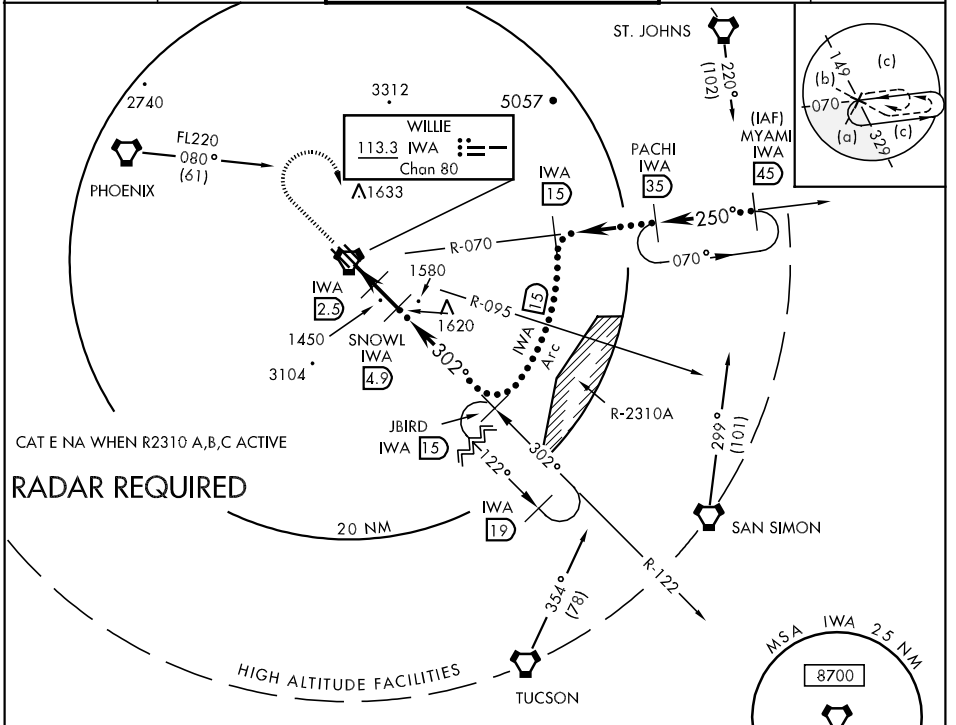 ST. JOHNS
220°
(102)
(c)
149
(b)
070
(a)
(c)
329
2740
3312
5057
FL220
080°
(61)
PHOENIX
WILLIE
113.3 IWA
Chan 80
1633
IWA
15
PACHI
IWA
35
(IAF)
MYAMI
IWA
45
250°
070°
R-070
IWA
2.5
1580
R-095
1620
1450
SNOWL
IWA
4.9
3104
302°
IWA 15 Arc
R-2310A
JBIRD
IWA 15
CAT E NA WHEN R2310 A,B,C ACTIVE
RADAR REQUIRED
122°
302°
299°
(101)
IWA
19
20 NM
SAN SIMON
R-122
354°
(78)
HIGH ALTITUDE FACILITIES
TUCSON
MSA IWA 25 NM
8700